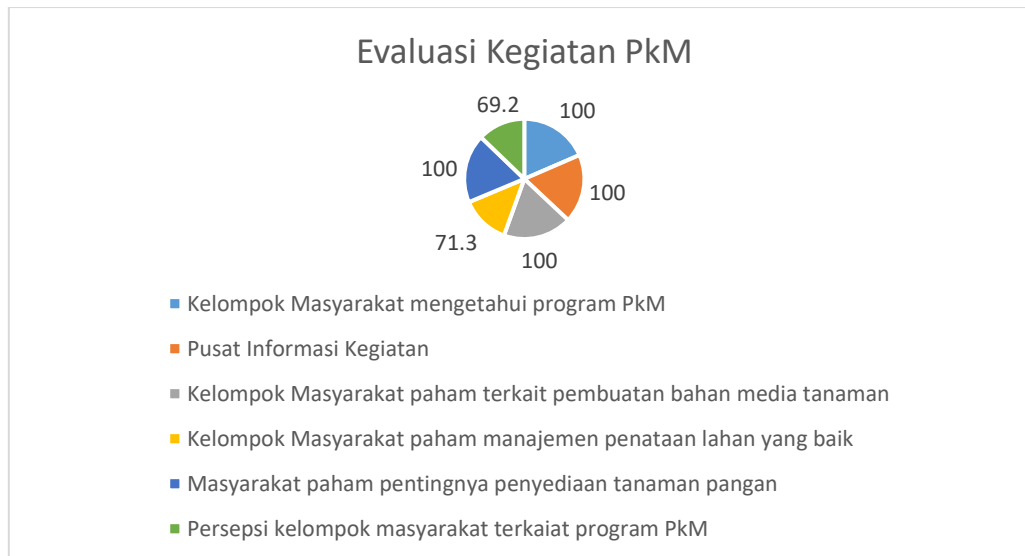 Evaluasi Kegiatan PkM
69.2
100
100
100
71.3
100
Kelompok Masyarakat mengetahui program PkM
Pusat Informasi Kegiatan
Kelompok Masyarakat paham terkait pembuatan bahan media tanaman
Kelompok Masyarakat paham manajemen penataan lahan yang baik
Masyarakat paham pentingnya penyediaan tanaman pangan
Persepsi kelompok masyarakat terkaiat program PkM